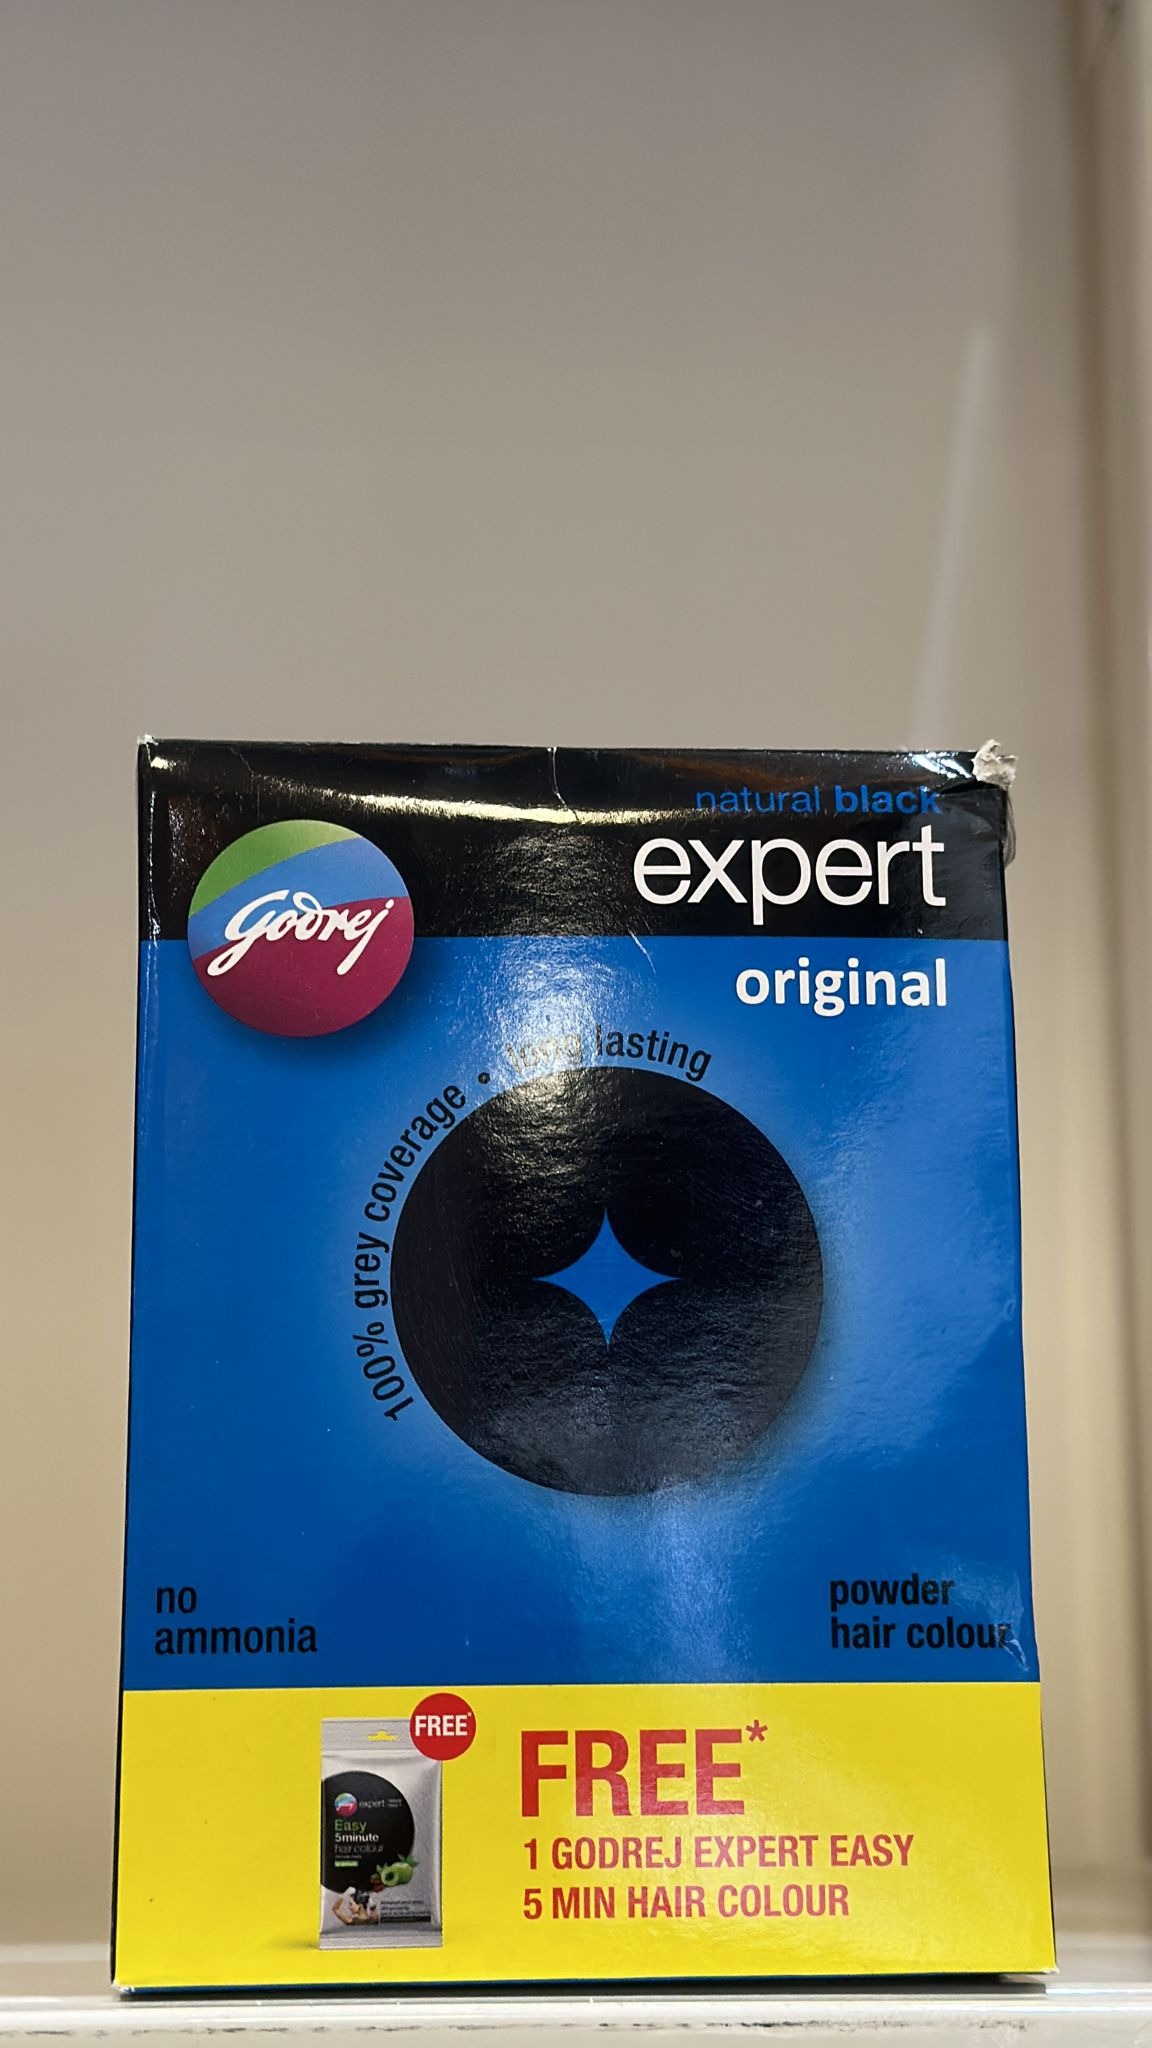 natural black
expert
Godrej
original
100% grey coverage • long lasting
no
ammonia
powder
hair colour
FREE*
FREE*
1 GODREJ EXPERT EASY
5 MIN HAIR COLOUR
expert
Easy
5minute
hair colour